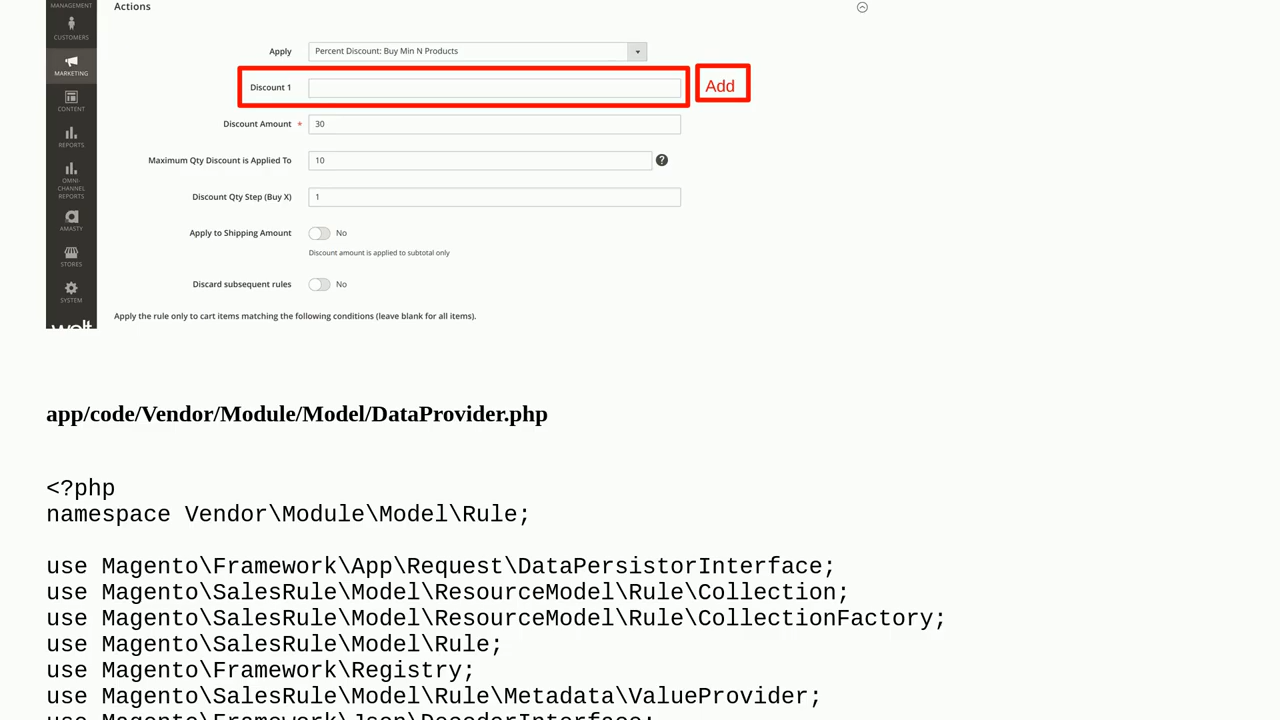 MANAGEMENT
Actions
CUSTOMERS
Apply
Percent Discount: Buy Min N Products
MARKETING
Discount 1
Add
CONTENT
Discount Amount *
30
REPORTS
Maximum Qty Discount is Applied To
10
?
OMNI-
CHANNEL
REPORTS
Discount Qty Step (Buy X)
1
AMASTY
Apply to Shipping Amount
No
Discount amount is applied to subtotal only
STORES
Discard subsequent rules
No
SYSTEM
Apply the rule only to cart items matching the following conditions (leave blank for all items).
app/code/Vendor/Module/Model/DataProvider.php
<?php
namespace Vendor\Module\Model\Rule;
use Magento\Framework\App\Request\DataPersistorInterface;
use Magento\SalesRule\Model\ResourceModel\Rule\Collection;
use Magento\SalesRule\Model\ResourceModel\Rule\CollectionFactory;
use Magento\SalesRule\Model\Rule;
use Magento\Framework\Registry;
use Magento\SalesRule\Model\Rule\Metadata\ValueProvider;
use Magento\Framework\Json\DecoderInterface;